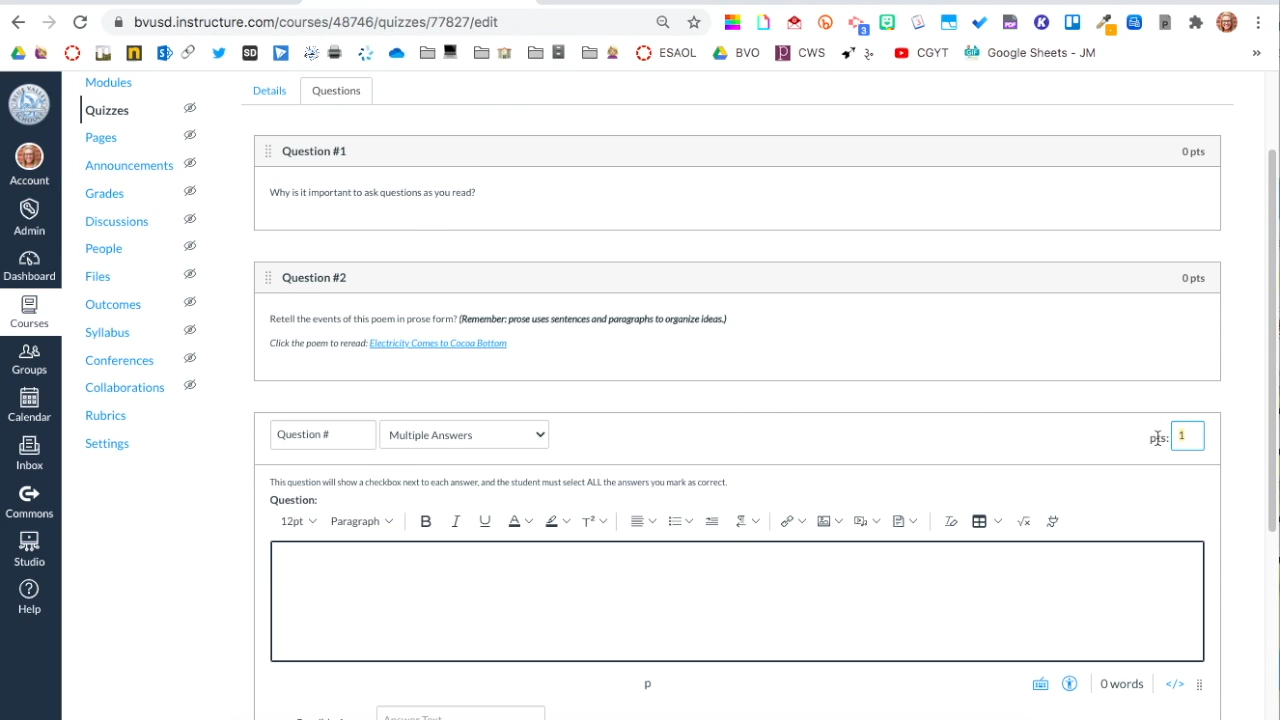 bvusd.instructure.com/courses/48746/quizzes/77827/edit
3
SD
N
ESAOL
BVO
CWS
CGYT
Google Sheets - JM
»
Account
Admin
Dashboard
Courses
Groups
Calendar
Inbox
Commons
Studio
Help
Modules
Quizzes
Pages
Announcements
Grades
Discussions
People
Files
Outcomes
Syllabus
Conferences
Collaborations
Rubrics
Settings
Details Questions
Question #1 0 pts
Why is it important to ask questions as you read?
Question #2 0 pts
Retell the events of this poem in prose form? (Remember: prose uses sentences and paragraphs to organize ideas.)
Click the poem to reread: Electricity Comes to Cocoa Bottom
Question # Multiple Answers pts: 1
This question will show a checkbox next to each answer, and the student must select ALL the answers you mark as correct.
Question:
12pt Paragraph B I U A T²
p 0 words </>
Answer Text